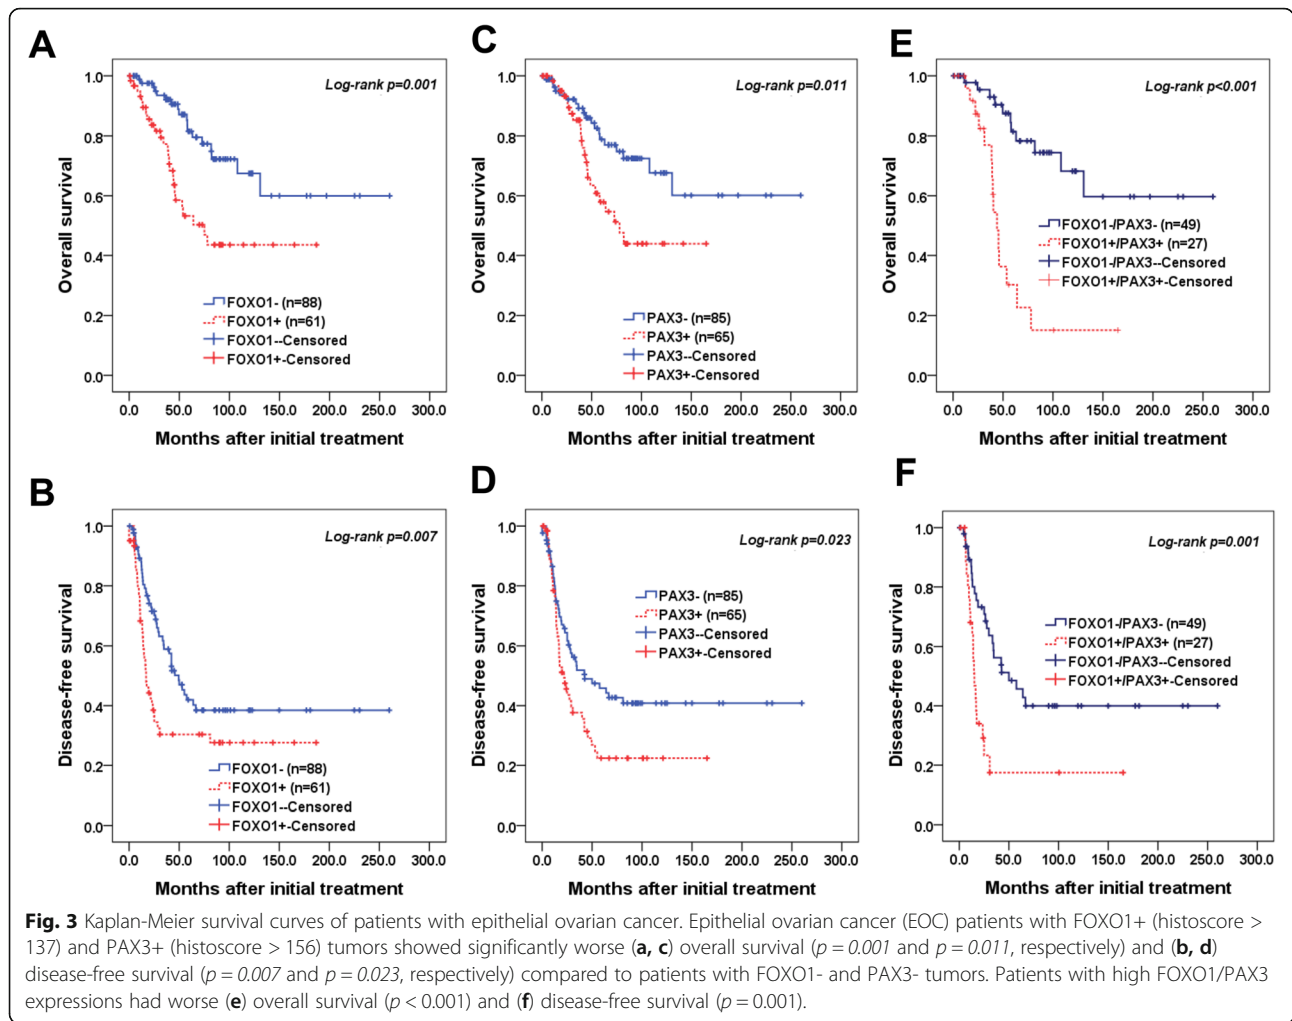 A
Log-rank p=0.001
1.0
0.8
0.6
0.4
0.2
0.0
Overall survival
FOXO1- (n=88)
FOXO1+ (n=61)
FOXO1--Censored
FOXO1+-Censored
0.0 50.0 100.0 150.0 200.0 250.0 300.0
Months after initial treatment
C
Log-rank p=0.011
1.0
0.8
0.6
0.4
0.2
0.0
Overall survival
PAX3- (n=85)
PAX3+ (n=65)
PAX3--Censored
PAX3+-Censored
0.0 50.0 100.0 150.0 200.0 250.0 300.0
Months after initial treatment
E
Log-rank p<0.001
1.0
0.8
0.6
0.4
0.2
0.0
Overall survival
FOXO1-/PAX3- (n=49)
FOXO1+/PAX3+ (n=27)
FOXO1-/PAX3--Censored
FOXO1+/PAX3+-Censored
0.0 50.0 100.0 150.0 200.0 250.0 300.0
Months after initial treatment
B
Log-rank p=0.007
1.0
0.8
0.6
0.4
0.2
0.0
Disease-free survival
FOXO1- (n=88)
FOXO1+ (n=61)
FOXO1--Censored
FOXO1+-Censored
0.0 50.0 100.0 150.0 200.0 250.0 300.0
Months after initial treatment
D
Log-rank p=0.023
1.0
0.8
0.6
0.4
0.2
0.0
Disease-free survival
PAX3- (n=85)
PAX3+ (n=65)
PAX3--Censored
PAX3+-Censored
0.0 50.0 100.0 150.0 200.0 250.0 300.0
Months after initial treatment
F
Log-rank p=0.001
1.0
0.8
0.6
0.4
0.2
0.0
Disease-free survival
FOXO1-/PAX3- (n=49)
FOXO1+/PAX3+ (n=27)
FOXO1-/PAX3--Censored
FOXO1+/PAX3+-Censored
0.0 50.0 100.0 150.0 200.0 250.0 300.0
Months after initial treatment
Fig. 3 Kaplan-Meier survival curves of patients with epithelial ovarian cancer. Epithelial ovarian cancer (EOC) patients with FOXO1+ (histoscore >
137) and PAX3+ (histoscore > 156) tumors showed significantly worse (a, c) overall survival (p = 0.001 and p = 0.011, respectively) and (b, d)
disease-free survival (p = 0.007 and p = 0.023, respectively) compared to patients with FOXO1- and PAX3- tumors. Patients with high FOXO1/PAX3
expressions had worse (e) overall survival (p < 0.001) and (f) disease-free survival (p = 0.001).